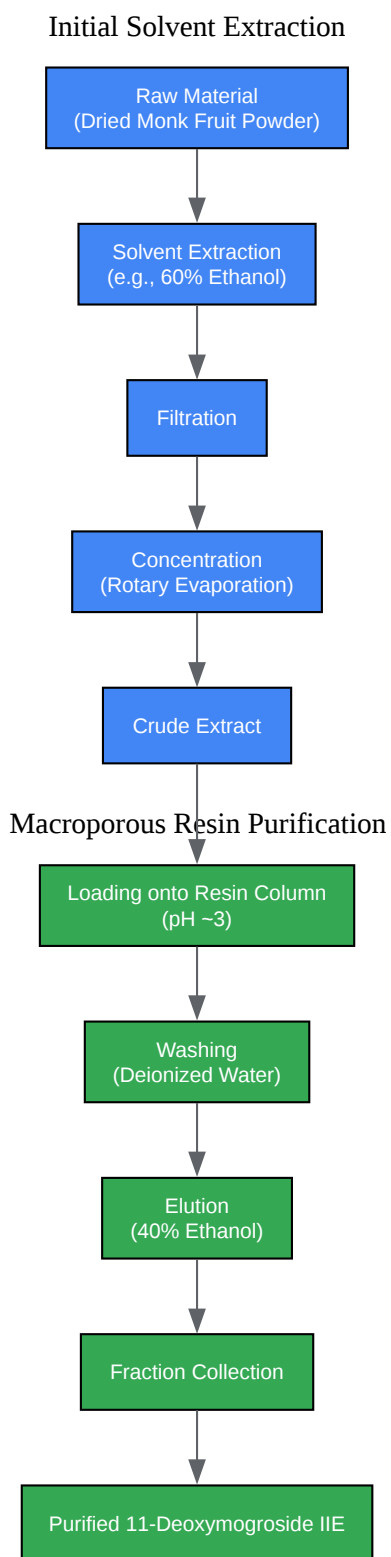 Initial Solvent Extraction
Raw Material
(Dried Monk Fruit Powder)
Solvent Extraction
(e.g., 60% Ethanol)
Filtration
Concentration
(Rotary Evaporation)
Crude Extract
Macroporous Resin Purification
Loading onto Resin Column
(pH ~3)
Washing
(Deionized Water)
Elution
(40% Ethanol)
Fraction Collection
Purified 11-Deoxymogroside IIE